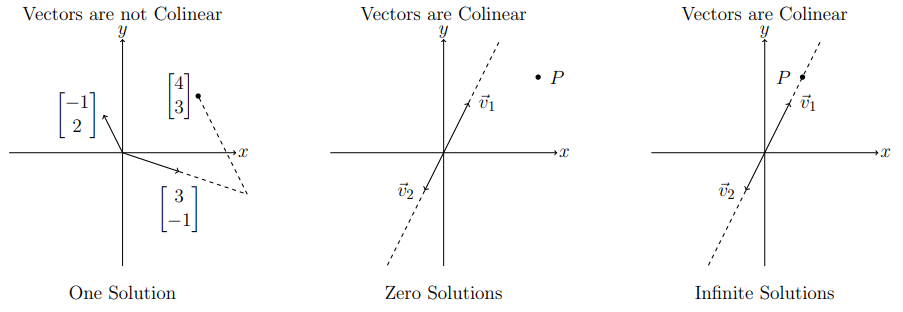 Vectors are not Colinear
y
x
[-1
2]
[4
3]
[3
-1]
One Solution
Vectors are Colinear
y
x
P
v⃗₁
v⃗₂
Zero Solutions
Vectors are Colinear
y
x
P
v⃗₁
v⃗₂
Infinite Solutions